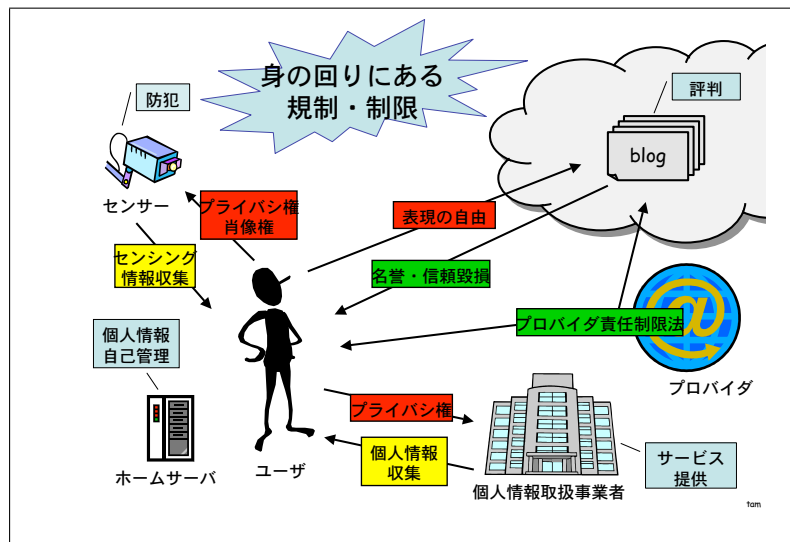 身の回りにある
規制・制限
防犯
評判
blog
センサー
プライバシ権
肖像権
表現の自由
センシング
情報収集
名誉・信頼毀損
プロバイダ責任制限法
個人情報
自己管理
プロバイダ
プライバシ権
ホームサーバ
ユーザ
個人情報
収集
個人情報取扱事業者
サービス
提供
tam